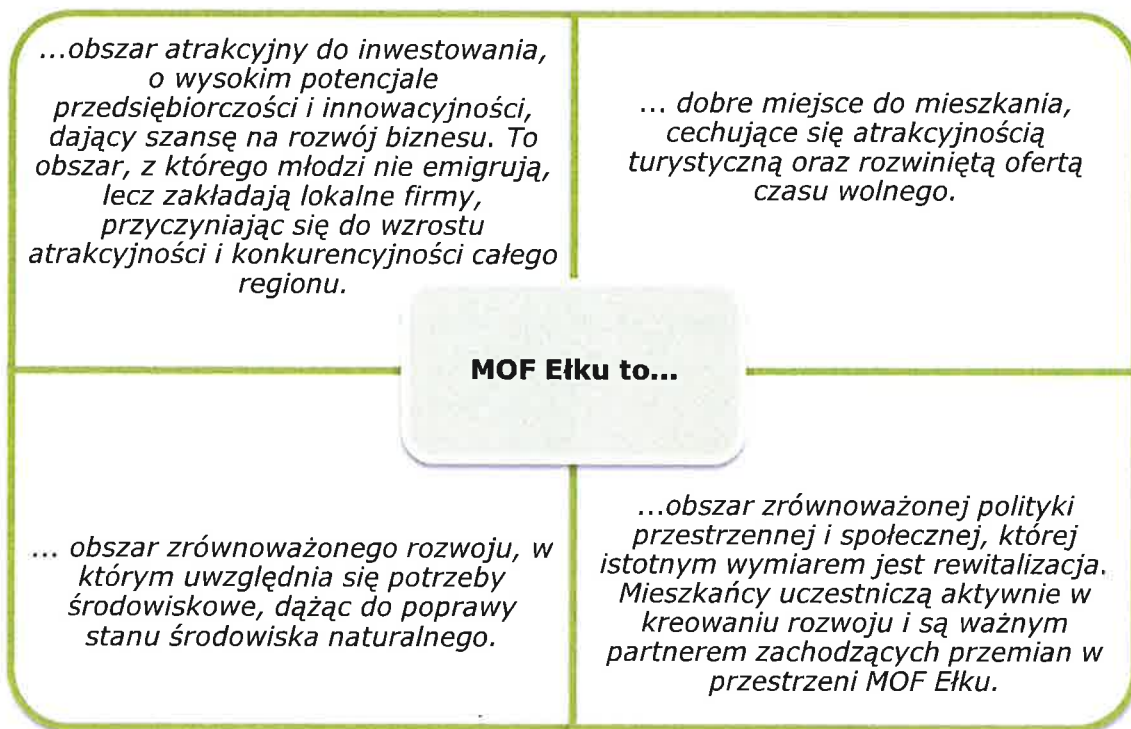 ...obszar atrakcyjny do inwestowania,
o wysokim potencjale
przedsiębiorczości i innowacyjności,
dający szansę na rozwój biznesu. To
obszar, z którego młodzi nie emigrują,
lecz zakładają lokalne firmy,
przyczyniając się do wzrostu
atrakcyjności i konkurencyjności całego
regionu.
... dobre miejsce do mieszkania,
cechujące się atrakcyjnością
turystyczną oraz rozwiniętą ofertą
czasu wolnego.
MOF Ełku to...
... obszar zrównoważonego rozwoju, w
którym uwzględnia się potrzeby
środowiskowe, dążąc do poprawy
stanu środowiska naturalnego.
...obszar zrównoważonej polityki
przestrzennej i społecznej, której
istotnym wymiarem jest rewitalizacja.
Mieszkańcy uczestniczą aktywnie w
kreowaniu rozwoju i są ważnym
partnerem zachodzących przemian w
przestrzeni MOF Ełku.